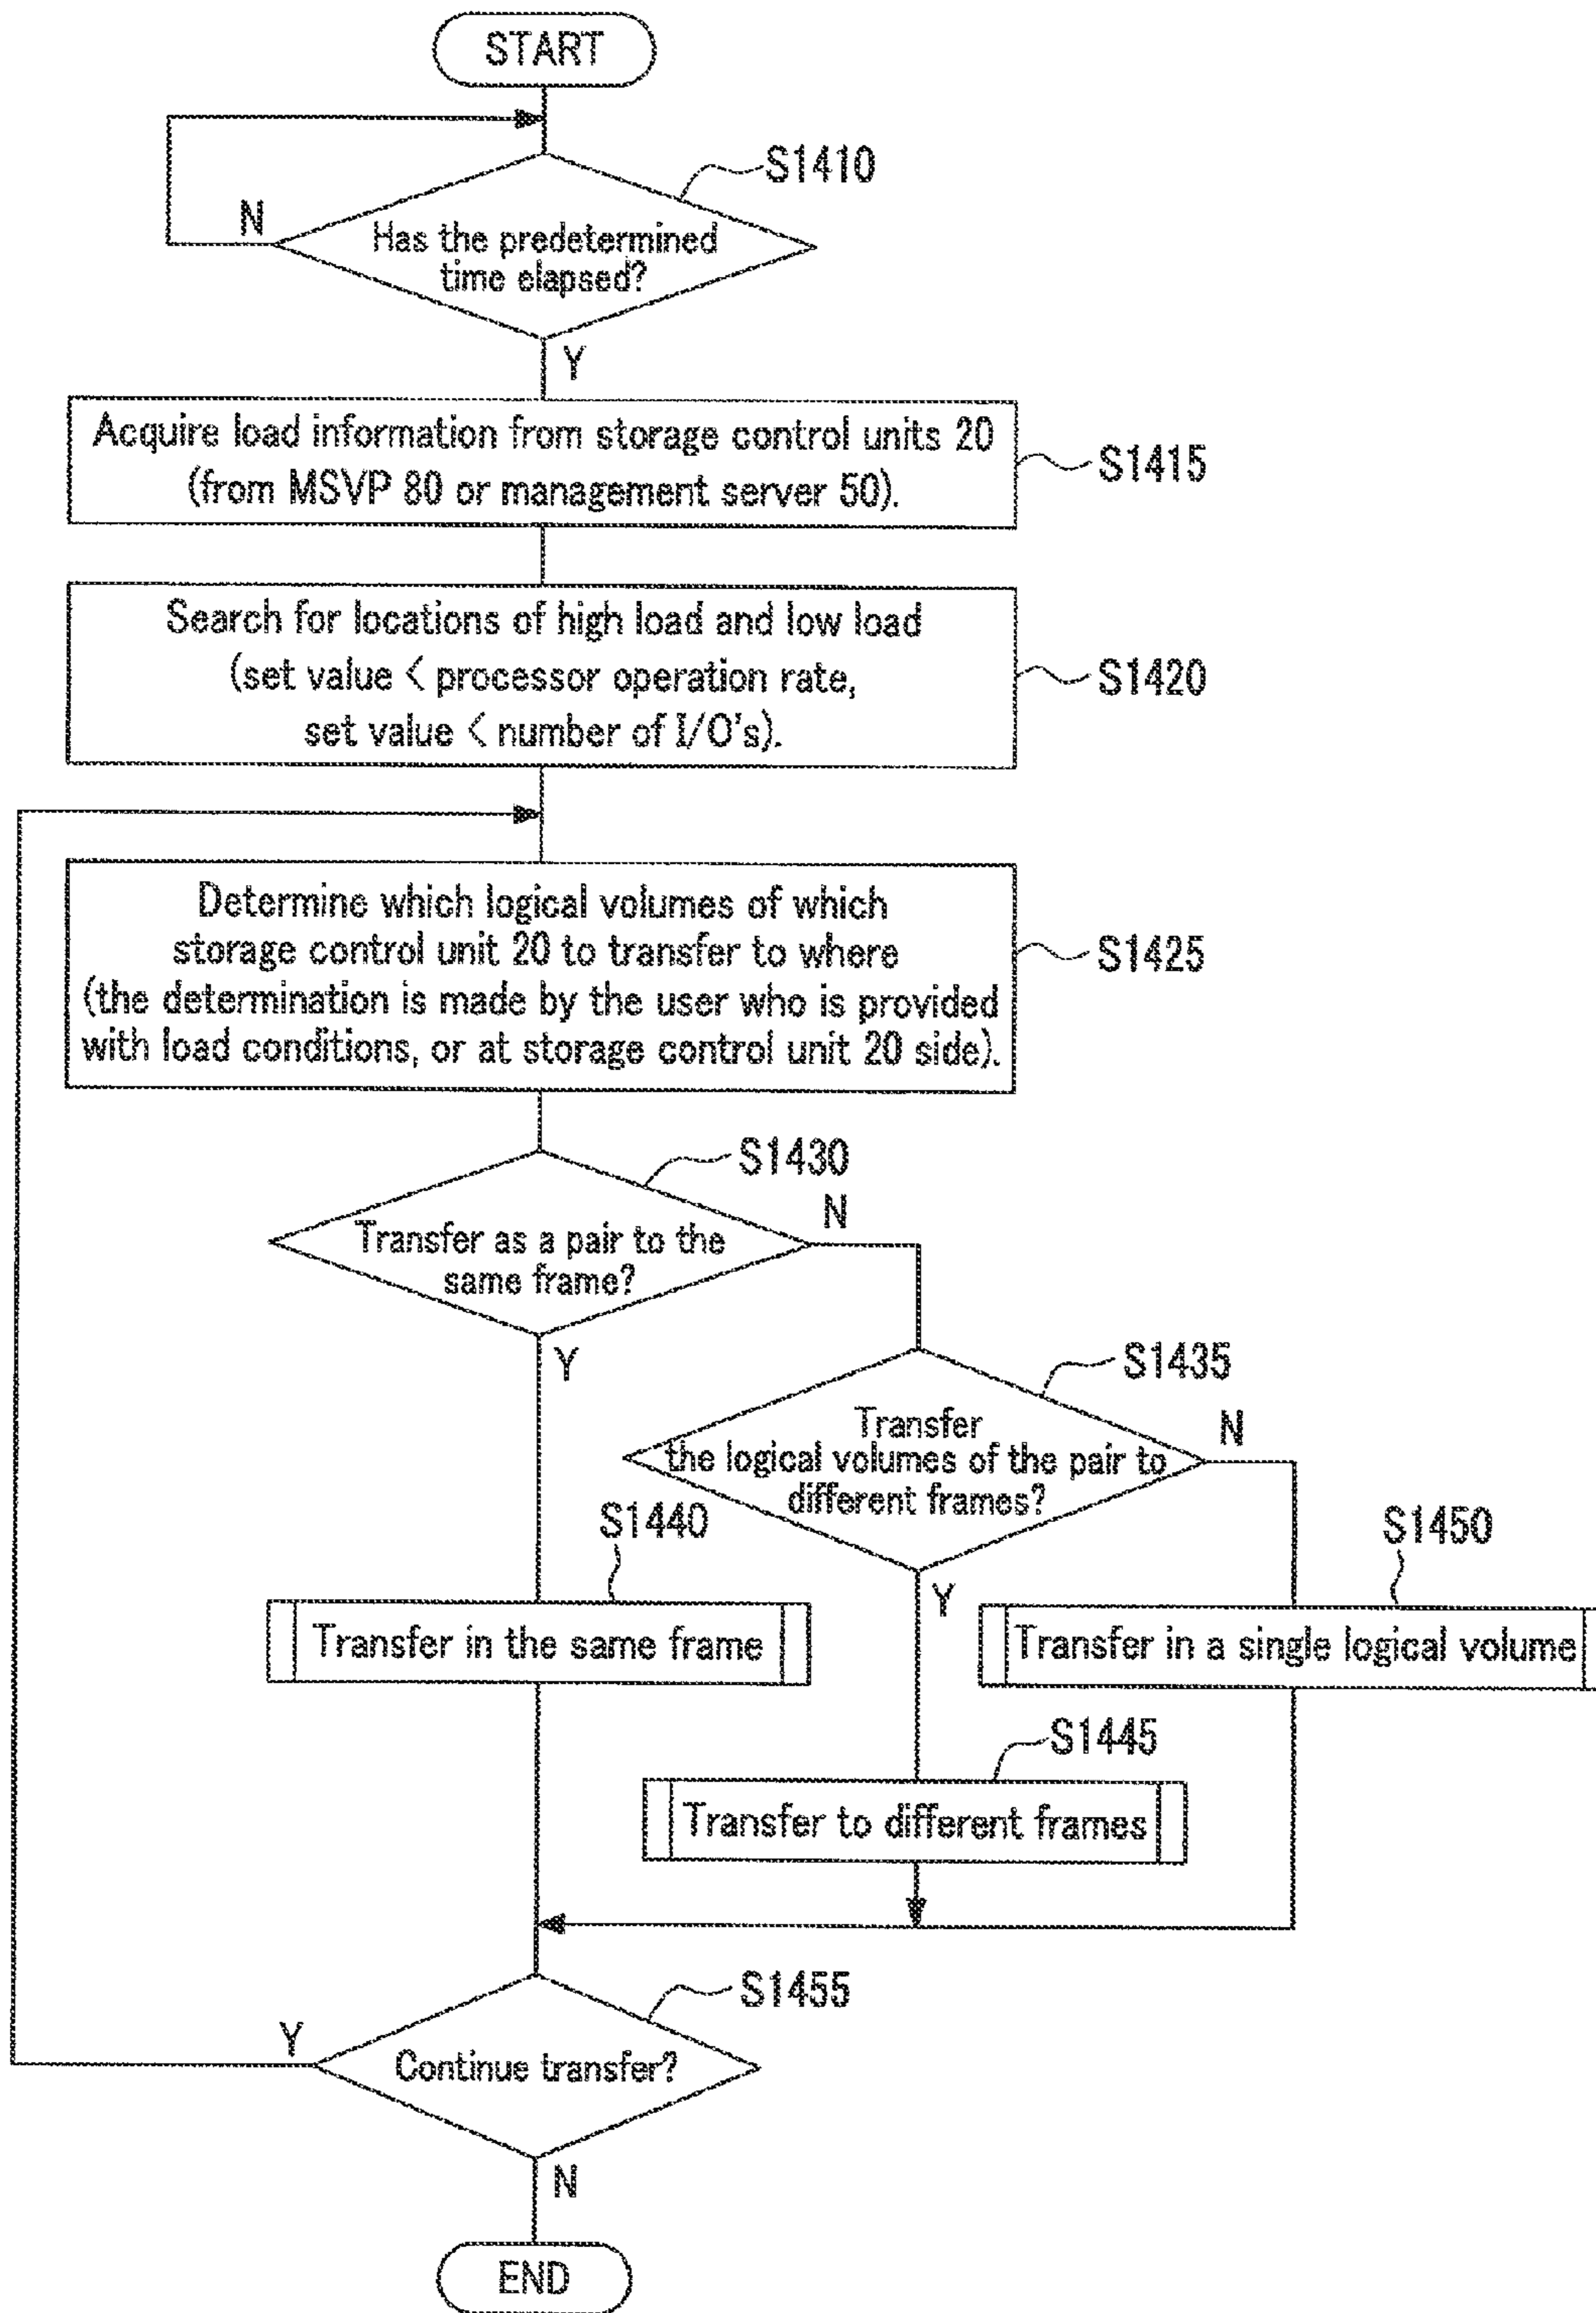 START
S1410
N
Has the predetermined
time elapsed?
Y
Acquire load information from storage control units 20
(from MSVP 80 or management server 50).
S1415
Search for locations of high load and low load
(set value < processor operation rate,
set value < number of I/O's).
S1420
Determine which logical volumes of which
storage control unit 20 to transfer to where
(the determination is made by the user who is provided
with load conditions, or at storage control unit 20 side).
S1425
S1430
N
Transfer as a pair to the
same frame?
Y
S1435
N
Transfer
the logical volumes of the pair to
different frames?
Y
S1440
Transfer in the same frame
S1450
Transfer in a single logical volume
S1445
Transfer to different frames
S1455
Y
Continue transfer?
N
END